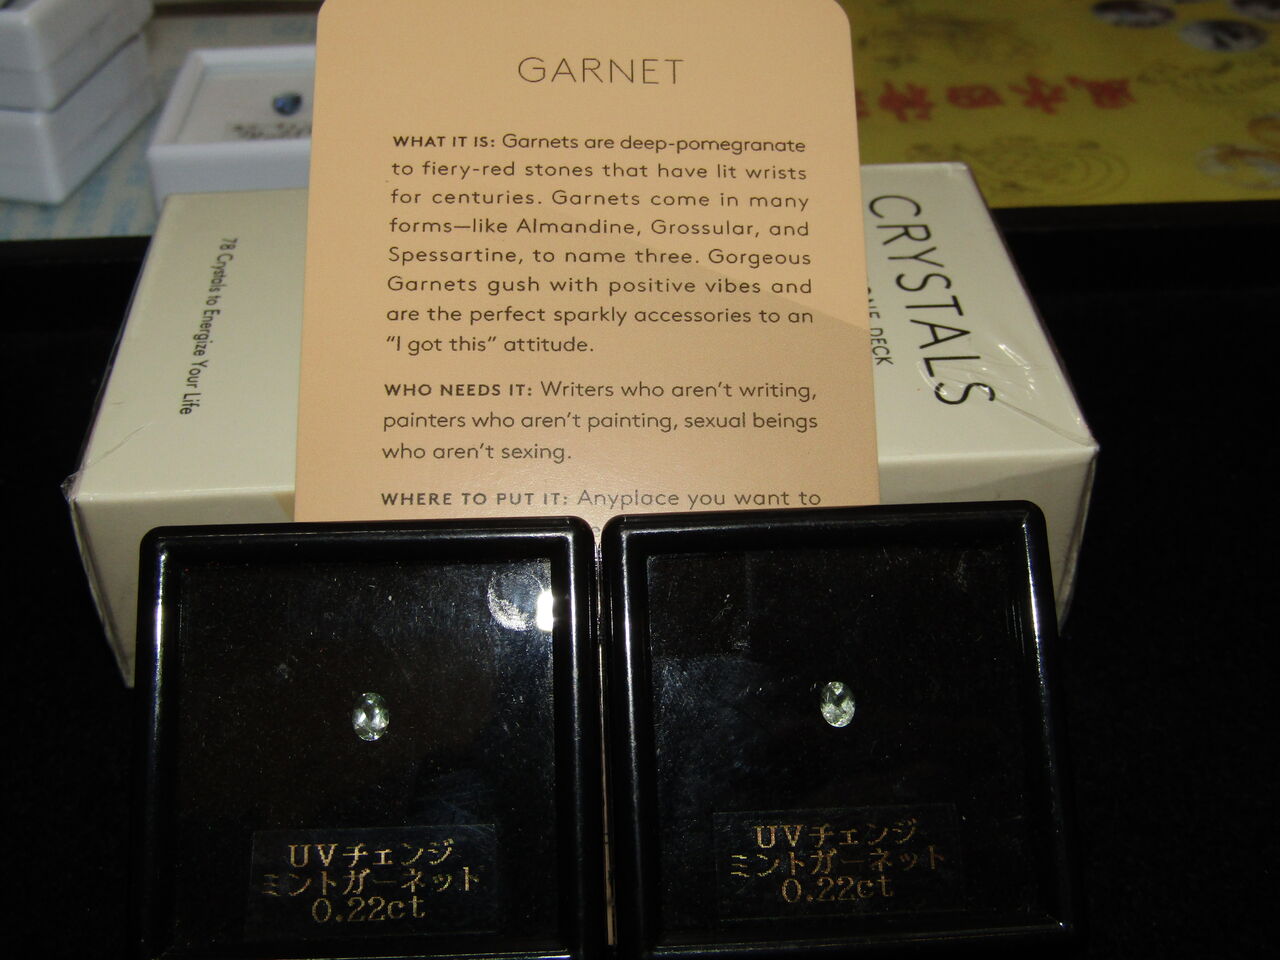 GARNET
WHAT IT IS: Garnets are deep-pomegranate
to fiery-red stones that have lit wrists
for centuries. Garnets come in many
forms—like Almandine, Grossular, and
Spessartine, to name three. Gorgeous
Garnets gush with positive vibes and
are the perfect sparkly accessories to an
“I got this” attitude.
WHO NEEDS IT: Writers who aren’t writing,
painters who aren’t painting, sexual beings
who aren’t sexing.
WHERE TO PUT IT: Anyplace you want to
78 Crystals to Energize Your Life
CRYSTALS
DECK
UVチェンジ
ミントガーネット
0.22ct
UVチェンジ
ミントガーネット
0.22ct